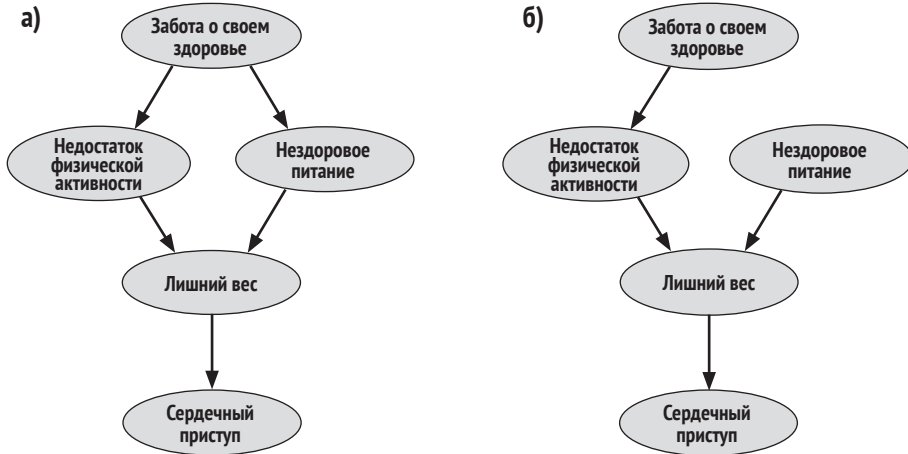 а)
Забота о своем
здоровье
Недостаток
физической
активности
Нездоровое
питание
Лишний вес
Сердечный
приступ
б)
Забота о своем
здоровье
Недостаток
физической
активности
Нездоровое
питание
Лишний вес
Сердечный
приступ